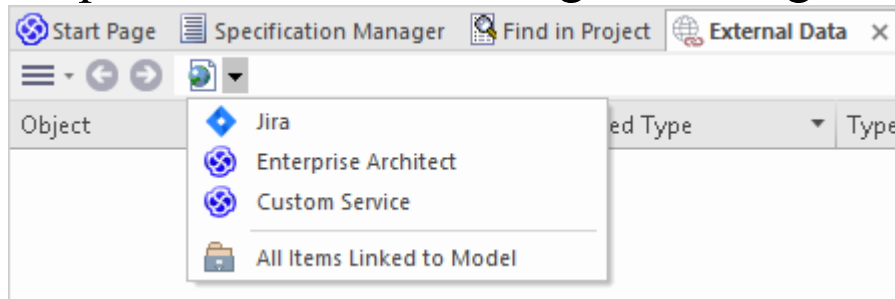 Start Page Specification Manager Find in Project External Data
Object ed Type Type
Jira
Enterprise Architect
Custom Service
All Items Linked to Model